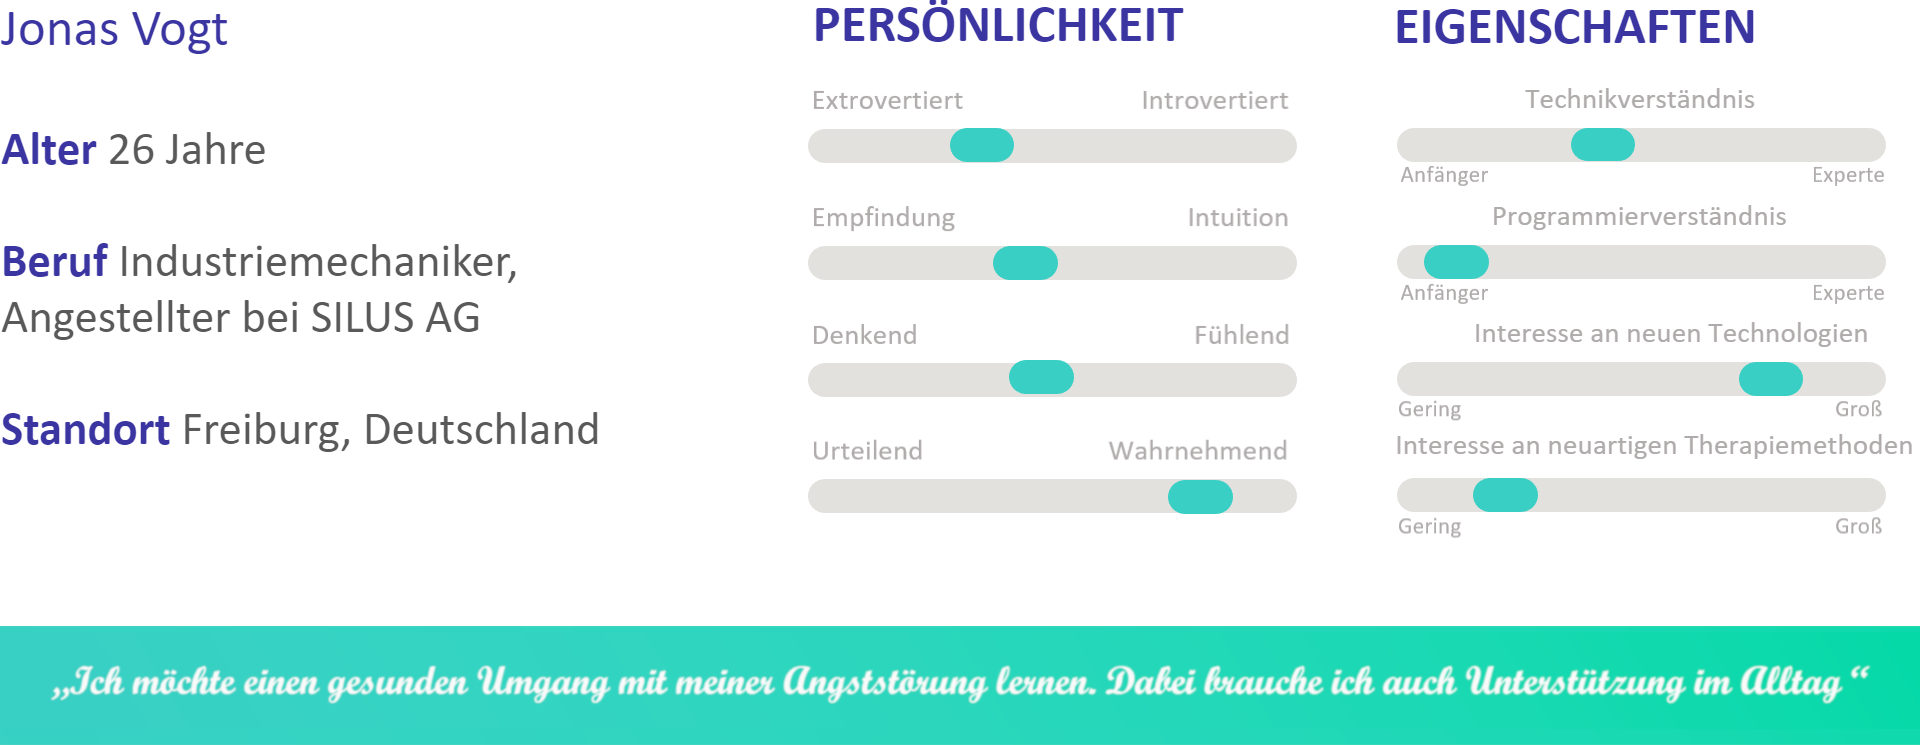 Jonas Vogt
Alter 26 Jahre
Beruf Industriemechaniker,
Angestellter bei SILUS AG
Standort Freiburg, Deutschland
PERSÖNLICHKEIT
Extrovertiert Introvertiert
Empfindung Intuition
Denkend Fühlend
Urteilend Wahrnehmend
EIGENSCHAFTEN
Technikverständnis
Anfänger Experte
Programmierverständnis
Anfänger Experte
Interesse an neuen Technologien
Gering Groß
Interesse an neuartigen Therapiemethoden
Gering Groß
„Ich möchte einen gesunden Umgang mit meiner Angststörung lernen. Dabei brauche ich auch Unterstützung im Alltag “